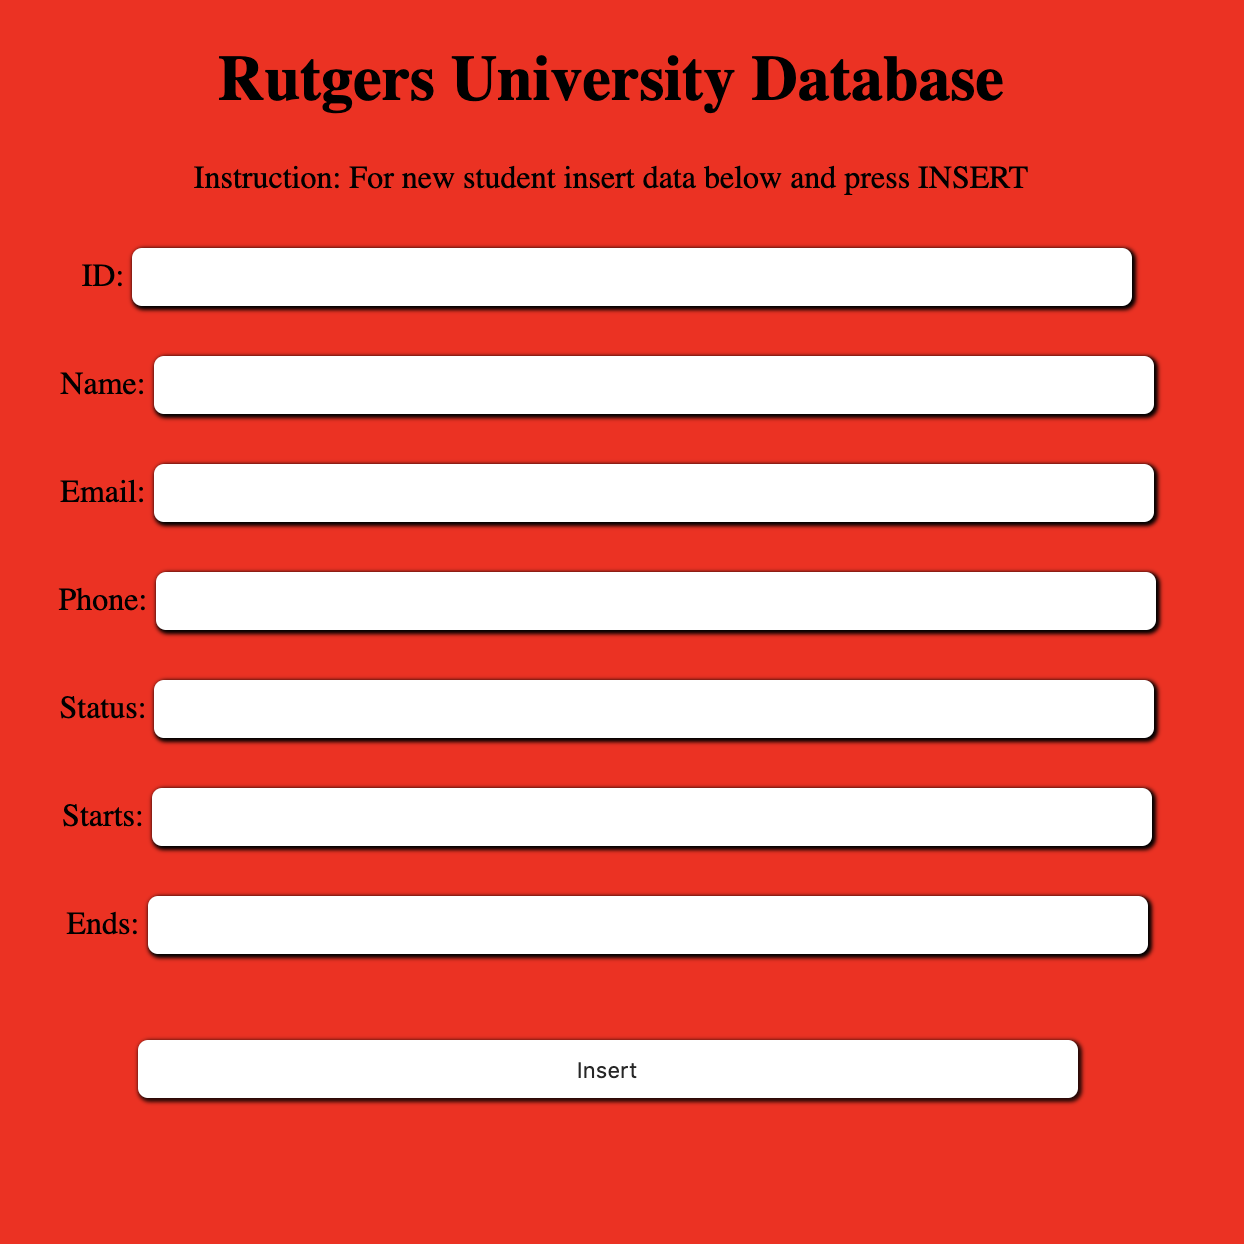 Rutgers University Database
Instruction: For new student insert data below and press INSERT
ID:
Name:
Email:
Phone:
Status:
Starts:
Ends:
Insert